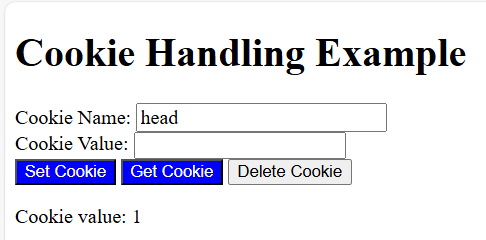 Cookie Handling Example
Cookie Name: head
Cookie Value:
Set Cookie Get Cookie Delete Cookie
Cookie value: 1